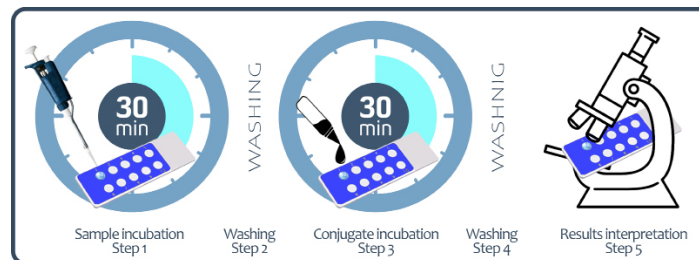 30
min
WASHING
30
min
WASHNIG
Sample incubation
Step 1
Washing
Step 2
Conjugate incubation
Step 3
Washing
Step 4
Results interpretation
Step 5